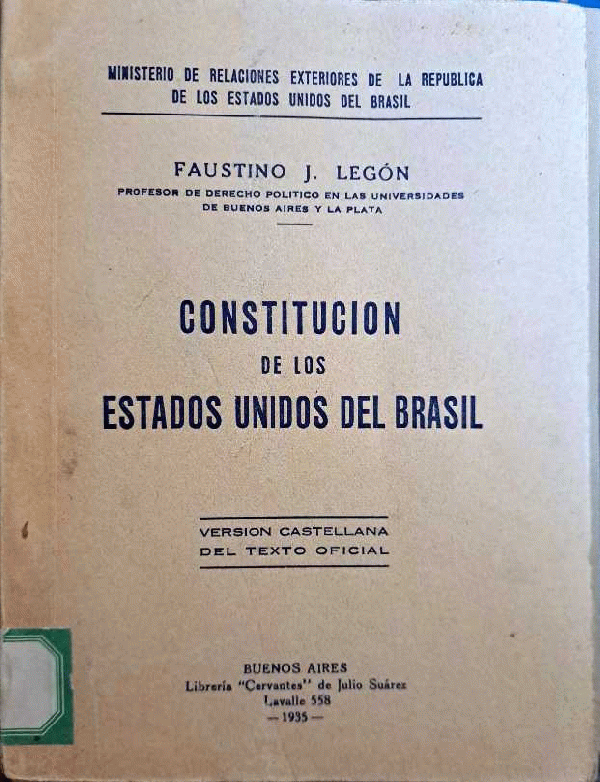 MINISTERIO DE RELACIONES EXTERIORES DE LA REPUBLICA
DE LOS ESTADOS UNIDOS DEL BRASIL
FAUSTINO J. LEGÓN
PROFESOR DE DERECHO POLITICO EN LAS UNIVERSIDADES
DE BUENOS AIRES Y LA PLATA
CONSTITUCION
DE LOS
ESTADOS UNIDOS DEL BRASIL
VERSION CASTELLANA
DEL TEXTO OFICIAL
BUENOS AIRES
Librería "Cervantes" de Julio Suárez
Lavalle 558
— 1935 —